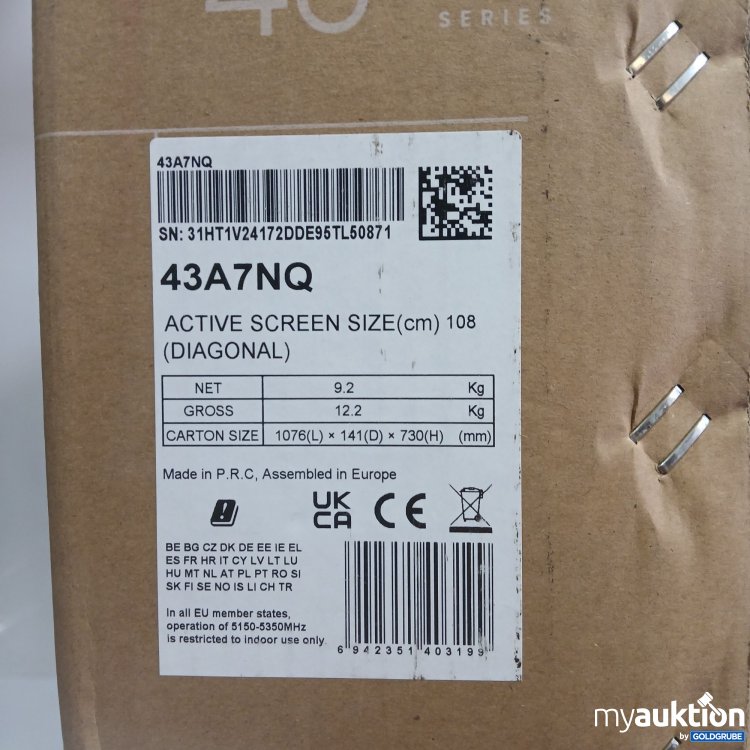 SERIES
43A7NQ
SN: 31HT1V24172DDE95TL50871
43A7NQ
ACTIVE SCREEN SIZE(cm) 108
(DIAGONAL)
NET 9.2 Kg
GROSS 12.2 Kg
CARTON SIZE 1076(L) × 141(D) × 730(H) (mm)
Made in P.R.C, Assembled in Europe
UK
CA CE
BE BG CZ DK DE EE IE EL
ES FR HR IT CY LV LT LU
HU MT NL AT PL PT RO SI
SK FI SE NO IS LI CH TR
In all EU member states,
operation of 5150-5350MHz
is restricted to indoor use only
6 942351 403199
myauktion
by GOLDGRUBE